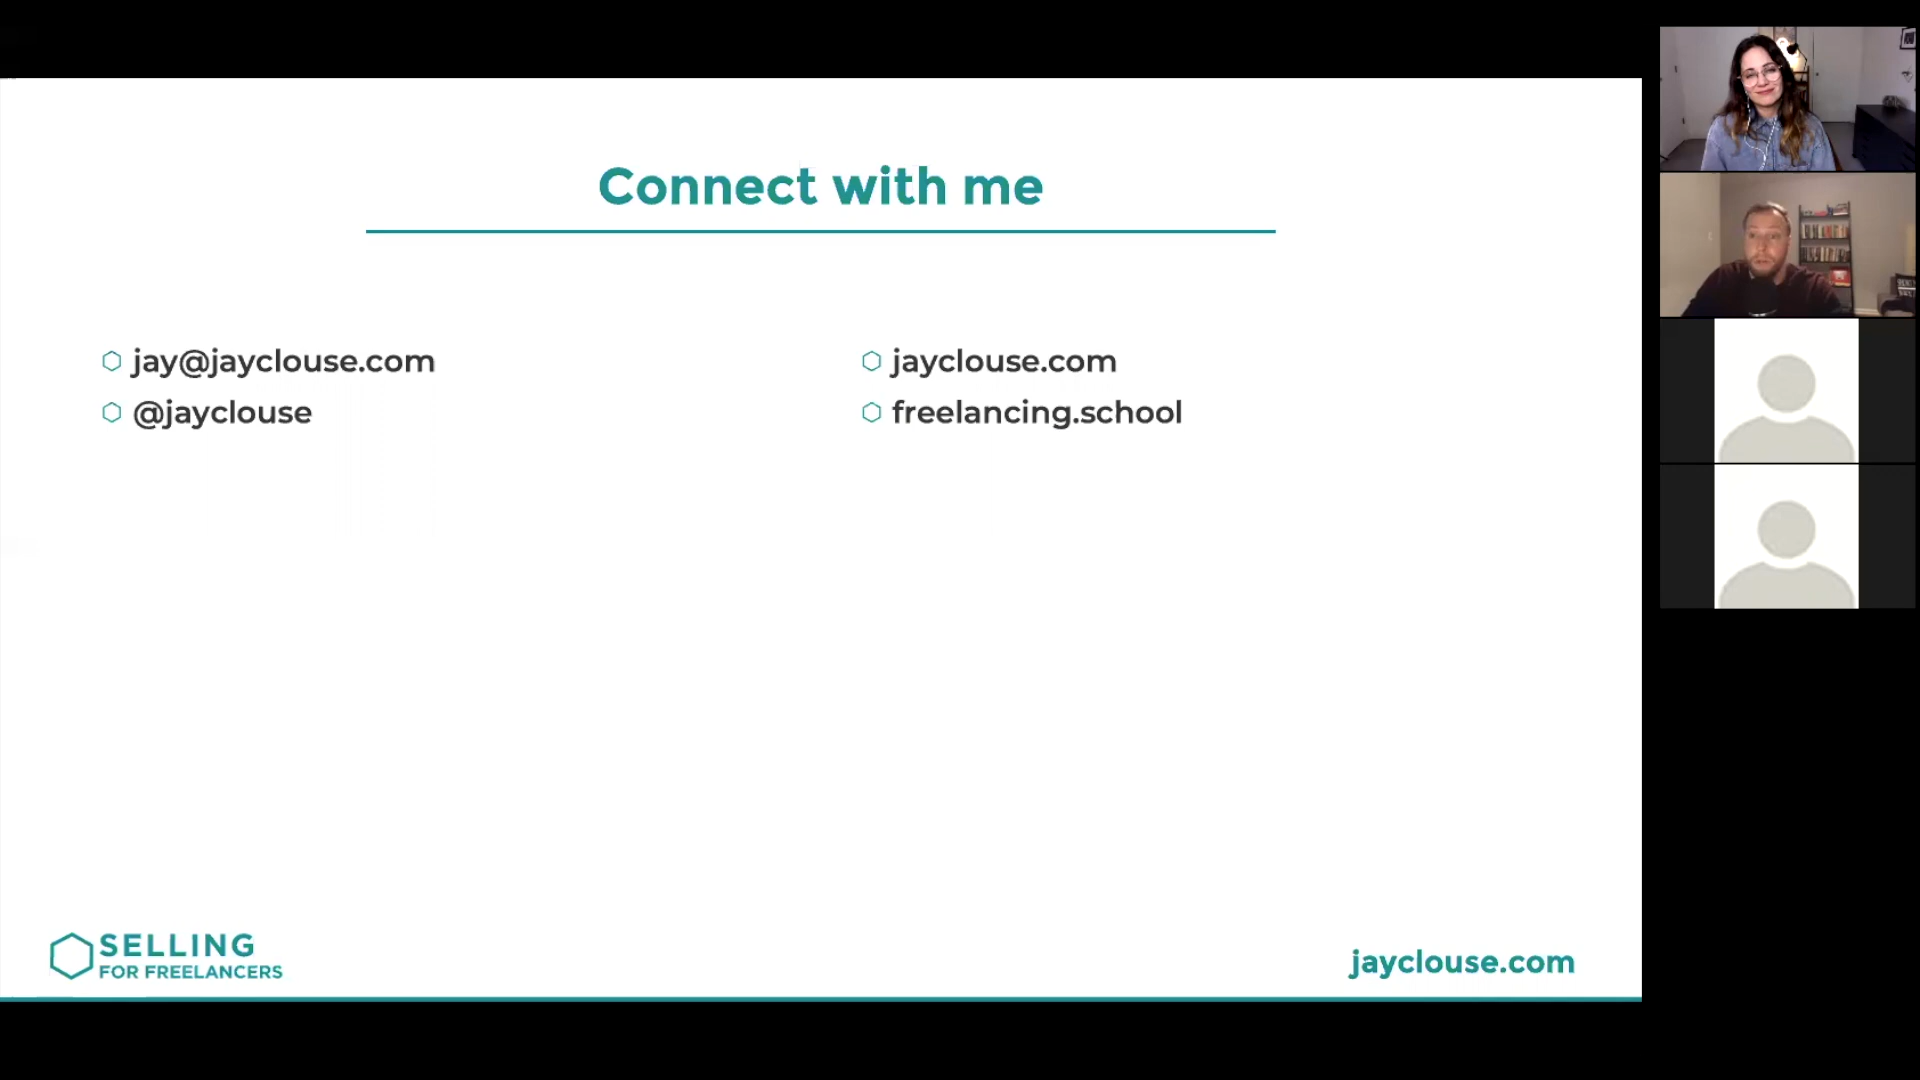 Connect with me
jay@jayclouse.com
@jayclouse
jayclouse.com
freelancing.school
SELLING
FOR FREELANCERS
jayclouse.com